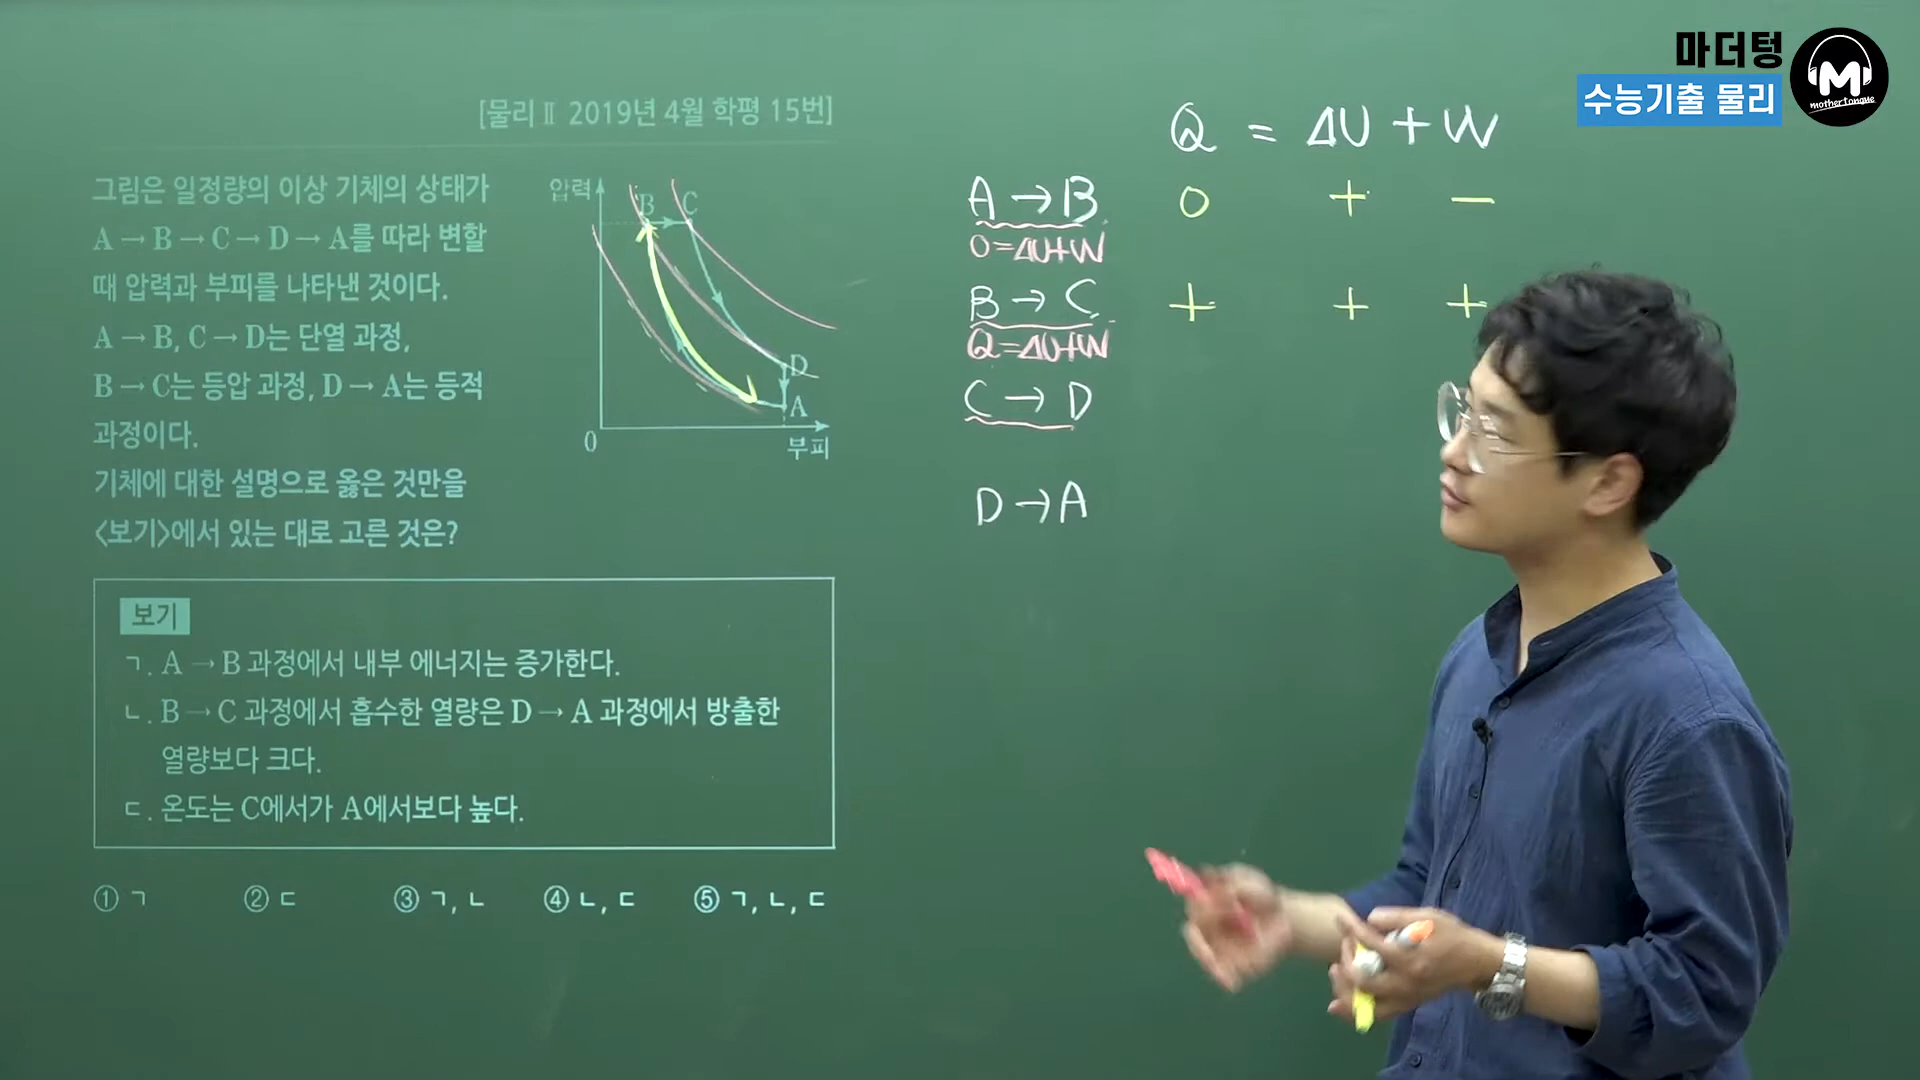 마더텅
수능기출 물리
mothertongue
[물리 Ⅱ 2019년 4월 학평 15번]
그림은 일정량의 이상 기체의 상태가
A → B → C → D → A를 따라 변할
때 압력과 부피를 나타낸 것이다.
A → B, C → D는 단열 과정,
B → C는 등압 과정, D → A는 등적
과정이다.
기체에 대한 설명으로 옳은 것만을
<보기>에서 있는 대로 고른 것은?
압력
B
C
D
A
0
부피
보기
ㄱ. A → B 과정에서 내부 에너지는 증가한다.
ㄴ. B → C 과정에서 흡수한 열량은 D → A 과정에서 방출한
열량보다 크다.
ㄷ. 온도는 C에서가 A에서보다 높다.
① ㄱ ② ㄷ ③ ㄱ, ㄴ ④ ㄴ, ㄷ ⑤ ㄱ, ㄴ, ㄷ
Q = ΔU + W
A → B 0 + −
0=ΔU+W
B → C + + +
Q=ΔU+W
C → D
D → A